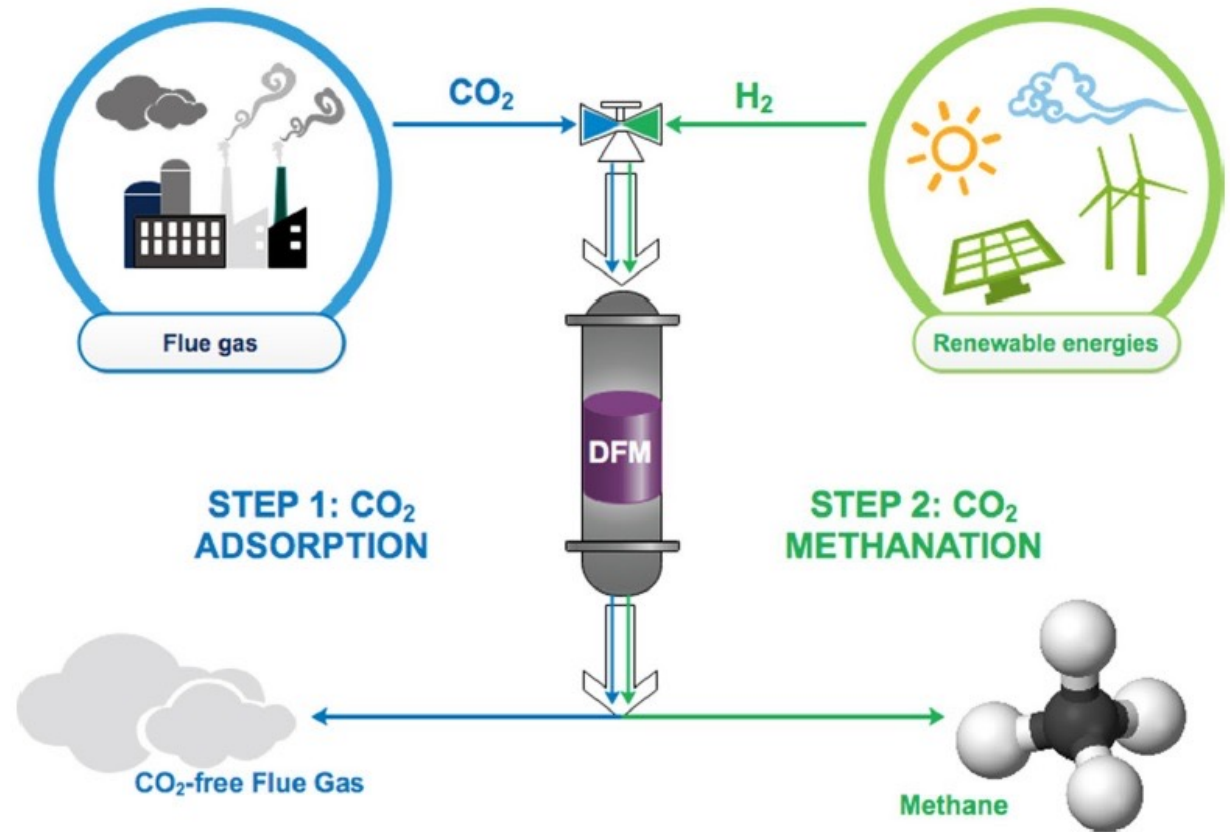 CO₂
H₂
Flue gas
Renewable energies
DFM
STEP 1: CO₂
ADSORPTION
STEP 2: CO₂
METHANATION
CO₂-free Flue Gas
Methane